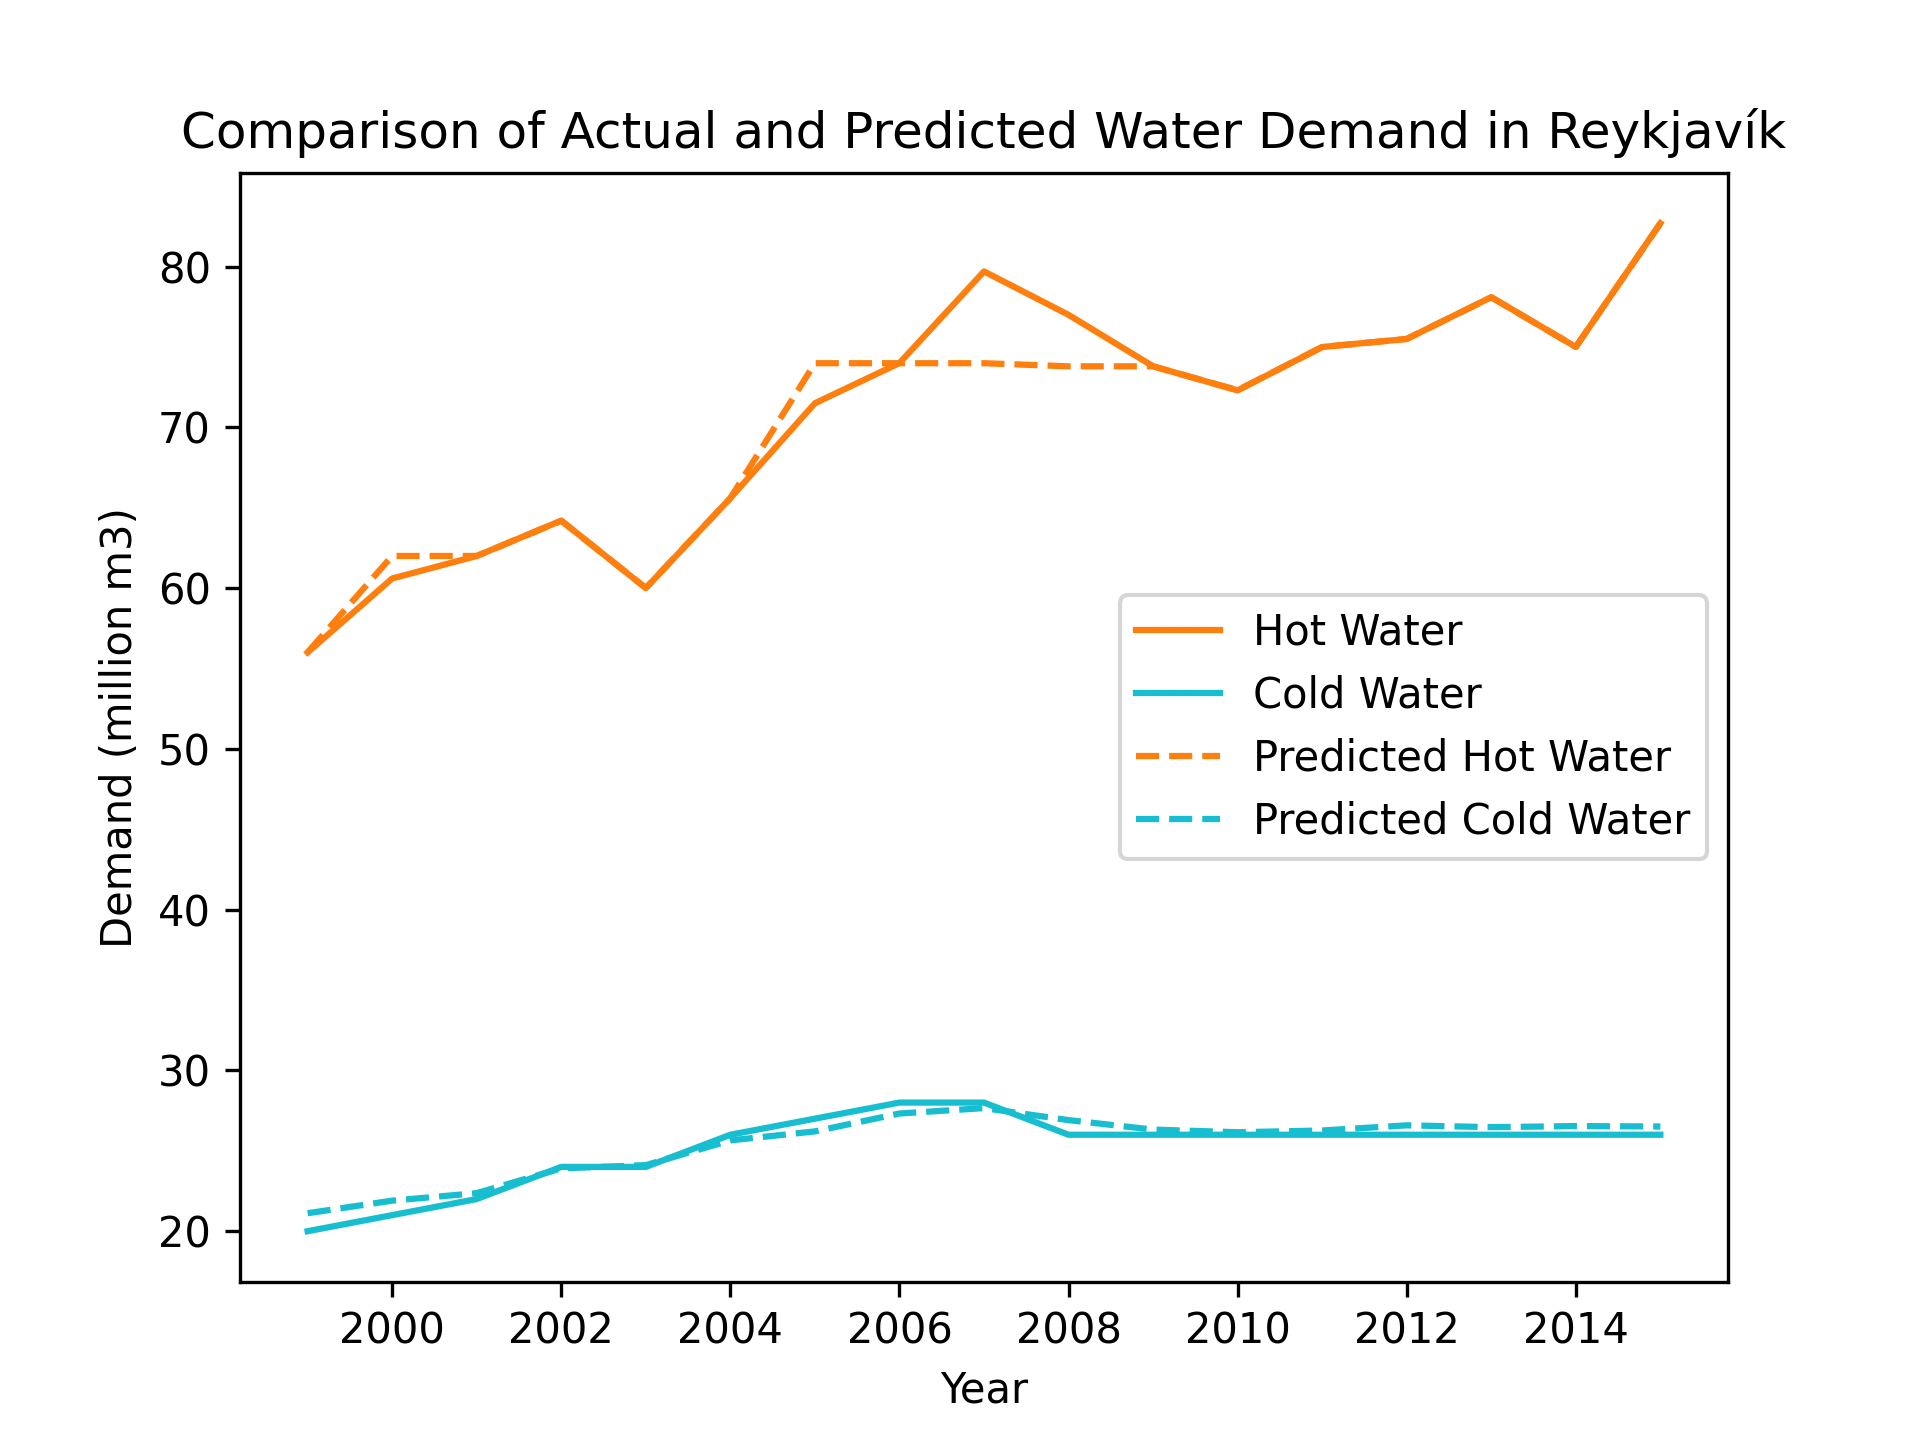 Comparison of Actual and Predicted Water Demand in Reykjavík
Demand (million m3)
80
70
60
50
40
30
20
Hot Water
Cold Water
Predicted Hot Water
Predicted Cold Water
2000 2002 2004 2006 2008 2010 2012 2014
Year